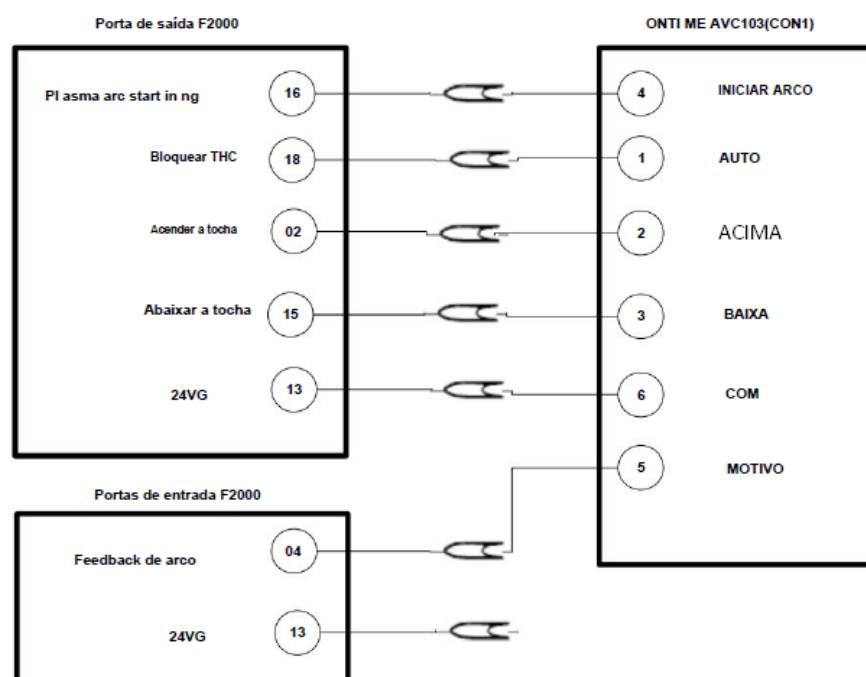 Porta de saída F2000
ONTI ME AVC103(CON1)
Pl asma arc start in ng
16
4
INICIAR ARCO
Bloquear THC
18
1
AUTO
Acender a tocha
02
2
ACIMA
Abaixar a tocha
15
3
BAIXA
24VG
13
6
COM
5
MOTIVO
Portas de entrada F2000
Feedback de arco
04
24VG
13